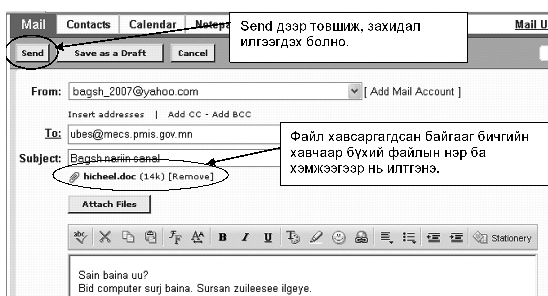 Mail Contacts Calendar Notep Mail U
Send дээр товшиж, захидал
илгээгдэх болно.
Send Save as a Draft Cancel
From: bagsh_2007@yahoo.com [ Add Mail Account ]
Insert addresses | Add CC - Add BCC
To: ubes@mecs.pmis.gov.mn
Файл хавсаргагдсан байгааг бичгийн
хавчаар бүхий файлын нэр ба
хэмжээгээр нь илтгэнэ.
Subject: Bagsh nariin sanal
hicheel.doc (14k) [Remove]
Attach Files
abc B I U Stationery
Sain baina uu?
Bid computer surj baina. Sursan zuileesee ilgeye.